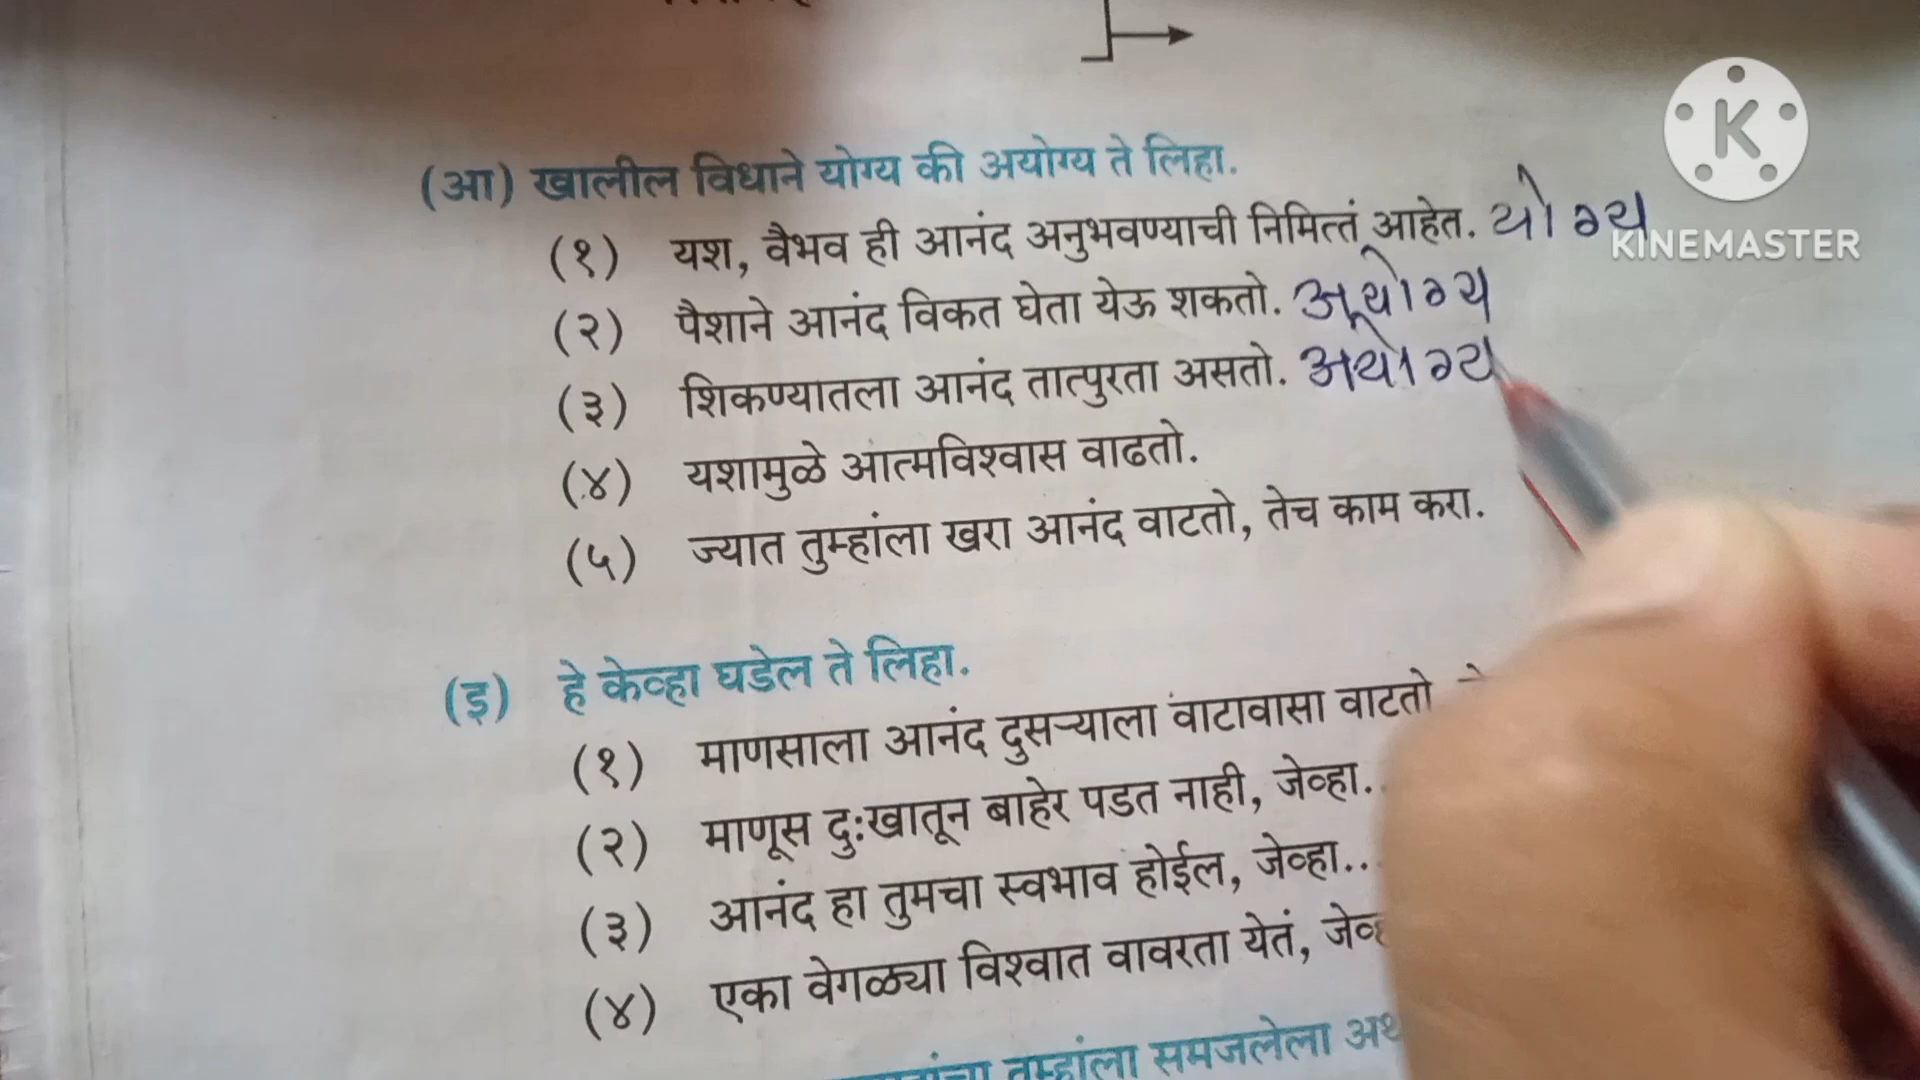 (आ) खालील विधाने योग्य की अयोग्य ते लिहा.
(१) यश, वैभव ही आनंद अनुभवण्याची निमित्तं आहेत. योग्य
KINEMASTER
(२) पैशाने आनंद विकत घेता येऊ शकतो. अयोग्य
(३) शिकण्यातला आनंद तात्पुरता असतो. अयोग्य
(४) यशामुळे आत्मविश्वास वाढतो.
(५) ज्यात तुम्हांला खरा आनंद वाटतो, तेच काम करा.
(इ) हे केव्हा घडेल ते लिहा.
(१) माणसाला आनंद दुसऱ्याला वाटावासा वाटतो
(२) माणूस दुःखातून बाहेर पडत नाही, जेव्हा..
(३) आनंद हा तुमचा स्वभाव होईल, जेव्हा...
(४) एका वेगळ्या विश्वात वावरता येतं,
तुम्हांला समजलेला